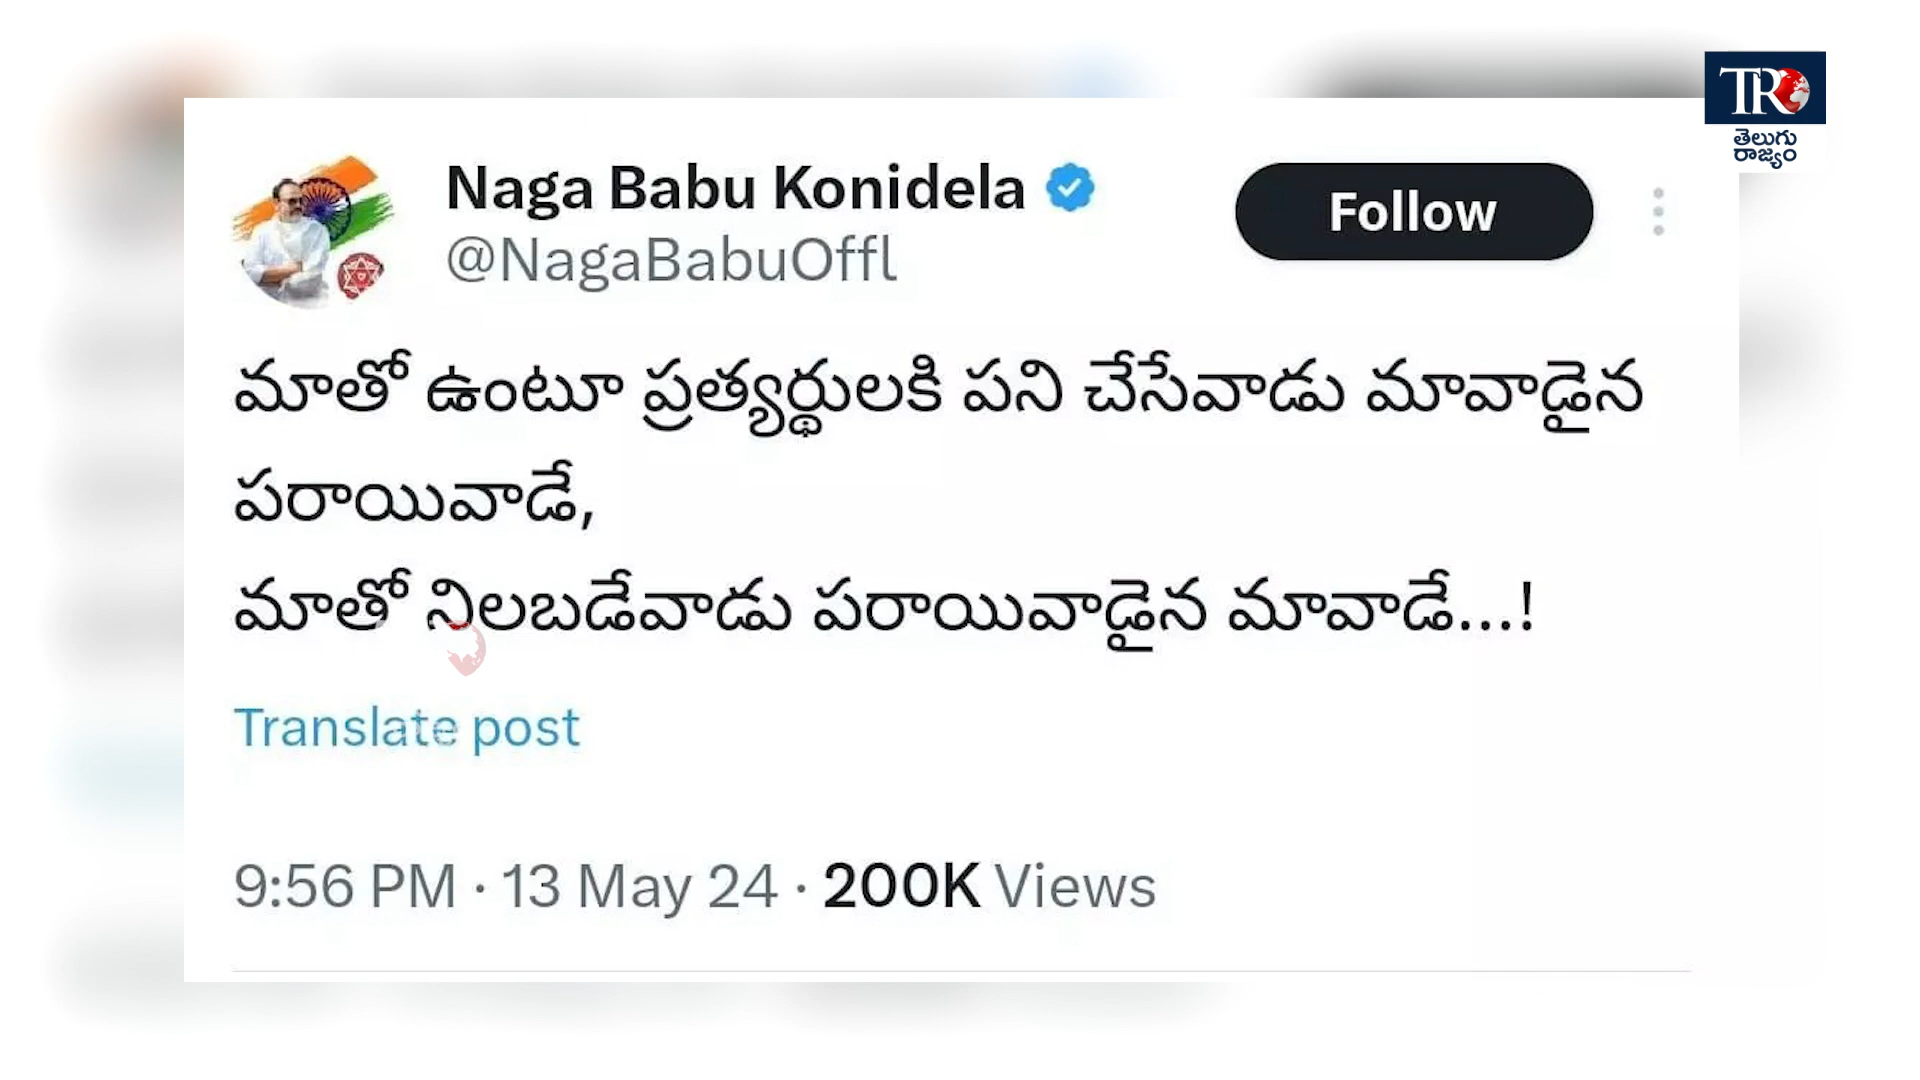 TRO
తెలుగు
రాజ్యం
Naga Babu Konidela
Follow
@NagaBabuOffl
మాతో ఉంటూ ప్రత్యర్థులకి పని చేసేవాడు మావాడైన
పరాయివాడే,
మాతో నిలబడేవాడు పరాయివాడైన మావాడే...!
Translate post
9:56 PM · 13 May 24 · 200K Views